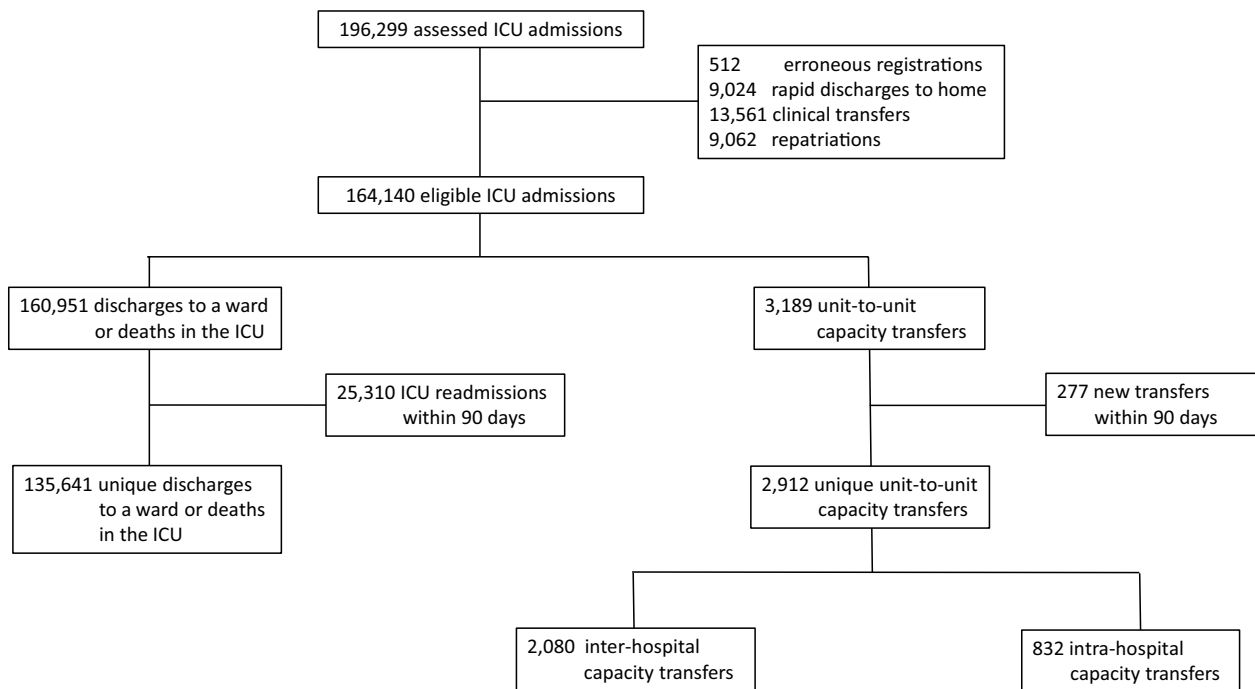 196,299 assessed ICU admissions
512 erroneous registrations
9,024 rapid discharges to home
13,561 clinical transfers
9,062 repatriations
164,140 eligible ICU admissions
160,951 discharges to a ward
or deaths in the ICU
3,189 unit-to-unit
capacity transfers
25,310 ICU readmissions
within 90 days
277 new transfers
within 90 days
135,641 unique discharges
to a ward or deaths
in the ICU
2,912 unique unit-to-unit
capacity transfers
2,080 inter-hospital
capacity transfers
832 intra-hospital
capacity transfers